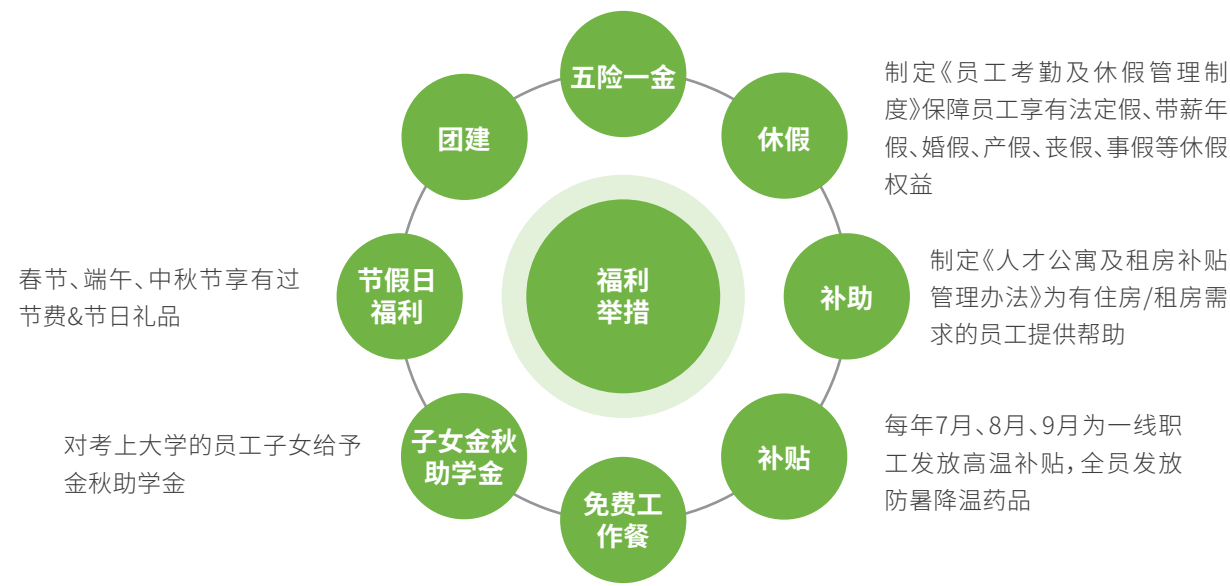 五险一金
休假
制定《员工考勤及休假管理制
度》保障员工享有法定假、带薪年
假、婚假、产假、丧假、事假等休假
权益
补助
制定《人才公寓及租房补贴
管理办法》为有住房/租房需
求的员工提供帮助
补贴
每年7月、8月、9月为一线职
工发放高温补贴，全员发放
防暑降温药品
免费工
作餐
子女金秋
助学金
对考上大学的员工子女给予
金秋助学金
节假日
福利
春节、端午、中秋节享有过
节费&节日礼品
团建
福利
举措